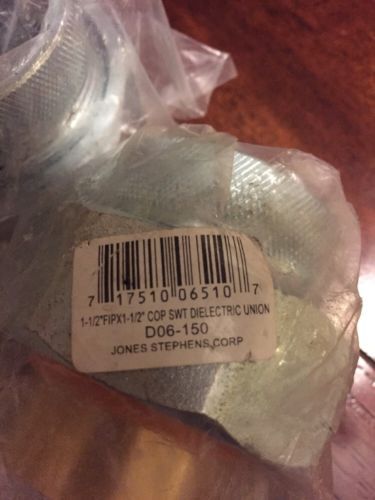 7 17510 06510 7
1-1/2"FIPX1-1/2" COP SWT DIELECTRIC UNION
D06-150
JONES STEPHENS CORP